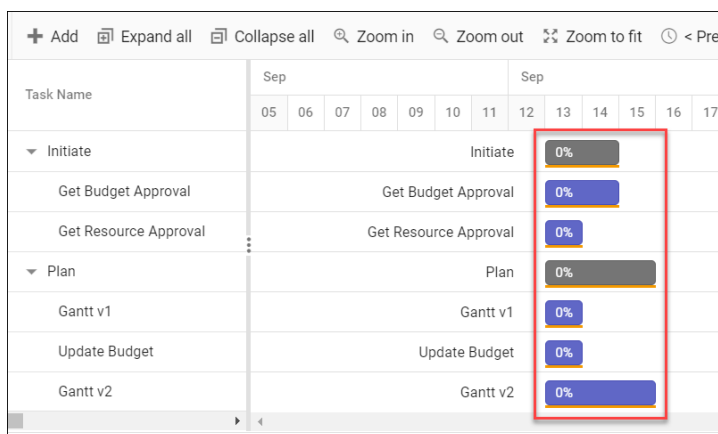 Add Expand all Collapse all Zoom in Zoom out Zoom to fit < Pre
Task Name
Sep Sep
05 06 07 08 09 10 11 12 13 14 15 16 17
Initiate Initiate 0%
Get Budget Approval Get Budget Approval 0%
Get Resource Approval Get Resource Approval 0%
Plan Plan 0%
Gantt v1 Gantt v1 0%
Update Budget Update Budget 0%
Gantt v2 Gantt v2 0%